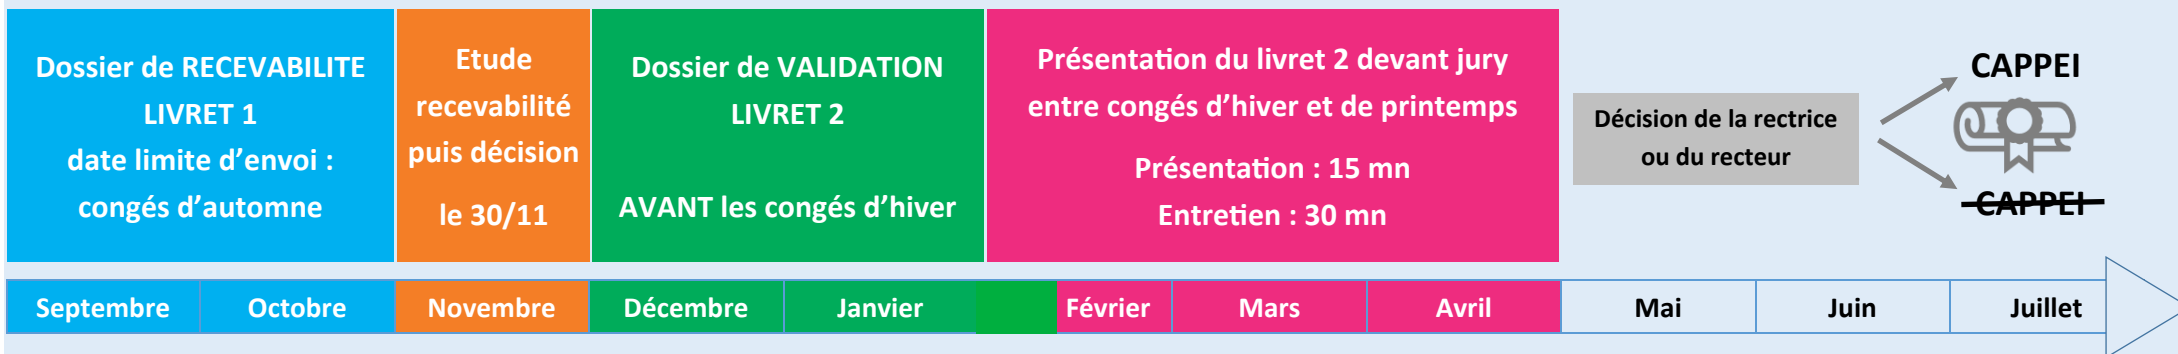 Dossier de RECEVABILITE
LIVRET 1
date limite d’envoi :
congés d’automne
Etude
recevabilité
puis décision
le 30/11
Dossier de VALIDATION
LIVRET 2
AVANT les congés d’hiver
Présentation du livret 2 devant jury
entre congés d’hiver et de printemps
Présentation : 15 mn
Entretien : 30 mn
Décision de la rectrice
ou du recteur
CAPPEI
CAPPEI
Septembre Octobre Novembre Décembre Janvier Février Mars Avril Mai Juin Juillet